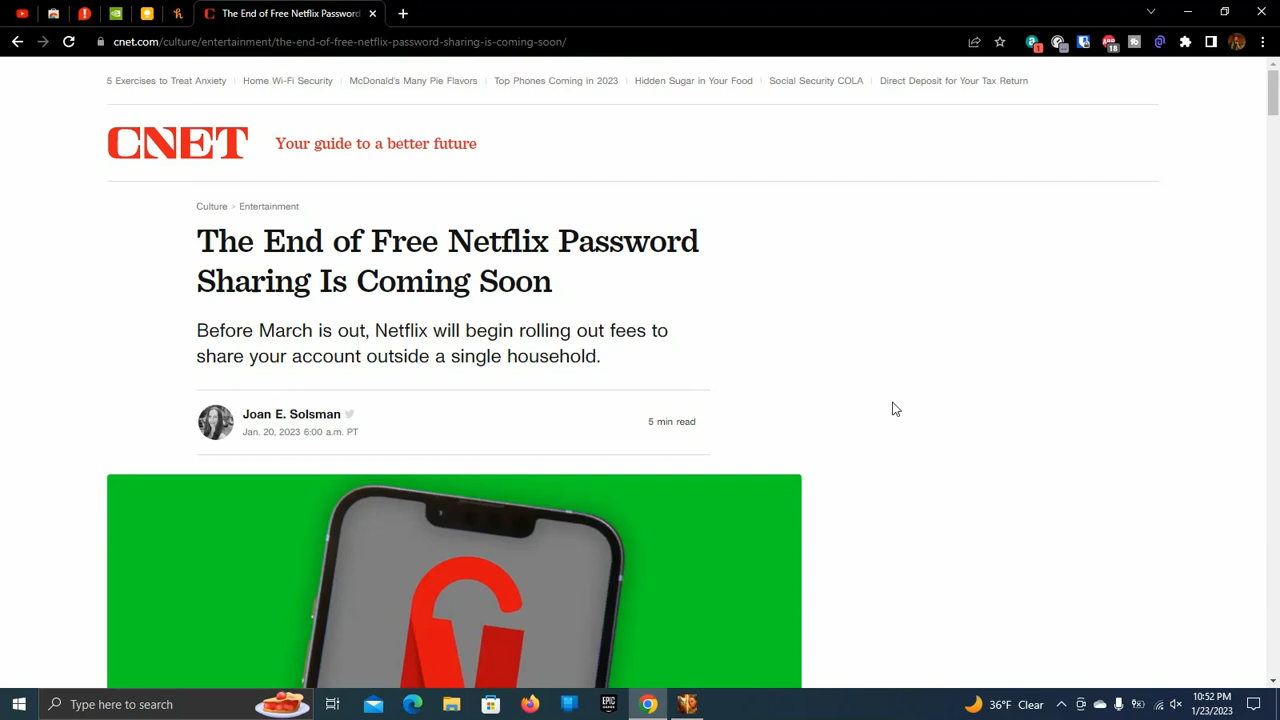 The End of Free Netflix Password
cnet.com/culture/entertainment/the-end-of-free-netflix-password-sharing-is-coming-soon/
1
18
5 Exercises to Treat Anxiety
Home Wi-Fi Security
McDonald's Many Pie Flavors
Top Phones Coming in 2023
Hidden Sugar in Your Food
Social Security COLA
Direct Deposit for Your Tax Return
CNET Your guide to a better future
Culture > Entertainment
The End of Free Netflix Password
Sharing Is Coming Soon
Before March is out, Netflix will begin rolling out fees to
share your account outside a single household.
Joan E. Solsman
Jan. 20, 2023 6:00 a.m. PT
5 min read
Type here to search
EPIC
GAMES
36°F Clear
10:52 PM
1/23/2023